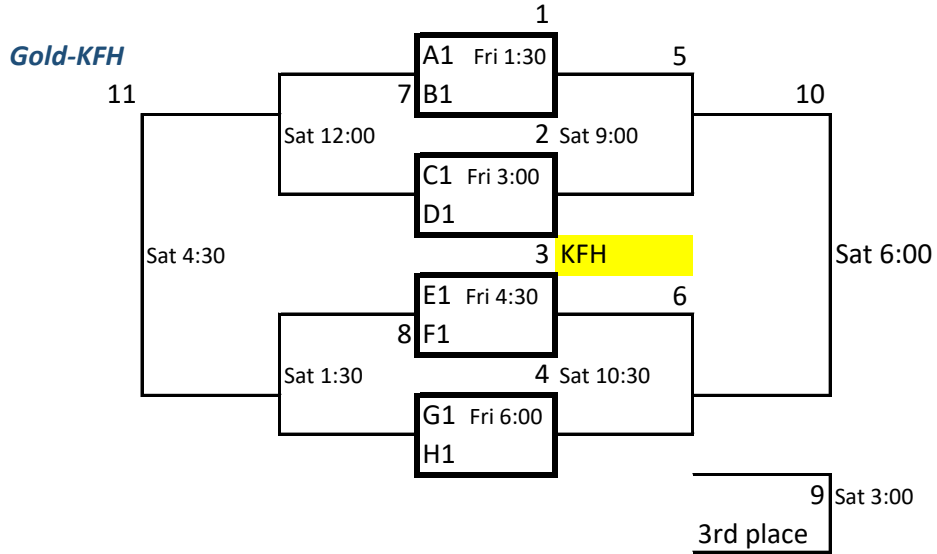 1
Gold-KFH
A1 Fri 1:30
5
11
7
B1
10
Sat 12:00
2
Sat 9:00
C1 Fri 3:00
D1
Sat 4:30
3
KFH
Sat 6:00
E1 Fri 4:30
6
8
F1
Sat 1:30
4
Sat 10:30
G1 Fri 6:00
H1
9
Sat 3:00
3rd place